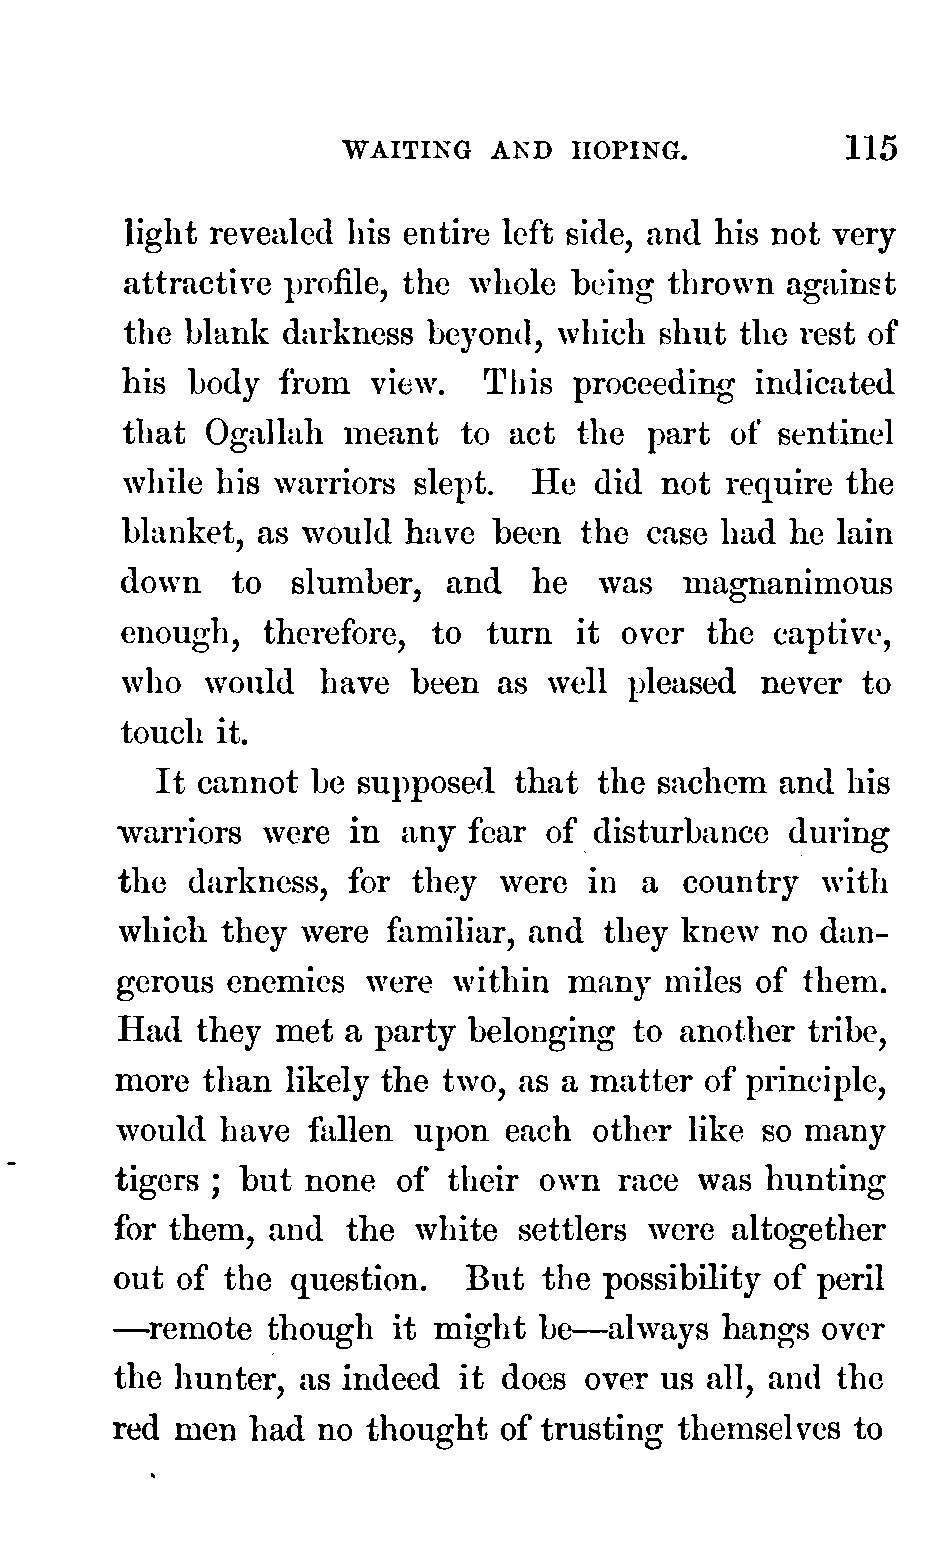 WAITING AND HOPING. 115
light revealed his entire left side, and his not very
attractive profile, the whole being thrown against
the blank darkness beyond, which shut the rest of
his body from view. This proceeding indicated
that Ogallah meant to act the part of sentinel
while his warriors slept. He did not require the
blanket, as would have been the case had he lain
down to slumber, and he was magnanimous
enough, therefore, to turn it over the captive,
who would have been as well pleased never to
touch it.
It cannot be supposed that the sachem and his
warriors were in any fear of disturbance during
the darkness, for they were in a country with
which they were familiar, and they knew no dan-
gerous enemies were within many miles of them.
Had they met a party belonging to another tribe,
more than likely the two, as a matter of principle,
would have fallen upon each other like so many
tigers ; but none of their own race was hunting
for them, and the white settlers were altogether
out of the question. But the possibility of peril
—remote though it might be—always hangs over
the hunter, as indeed it does over us all, and the
red men had no thought of trusting themselves to